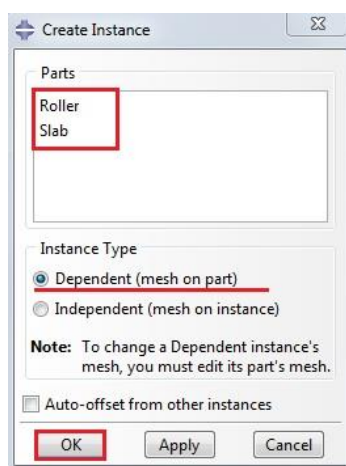 Create Instance
Parts
Roller
Slab
Instance Type
Dependent (mesh on part)
Independent (mesh on instance)
Note: To change a Dependent instance's
mesh, you must edit its part's mesh.
Auto-offset from other instances
OK Apply Cancel